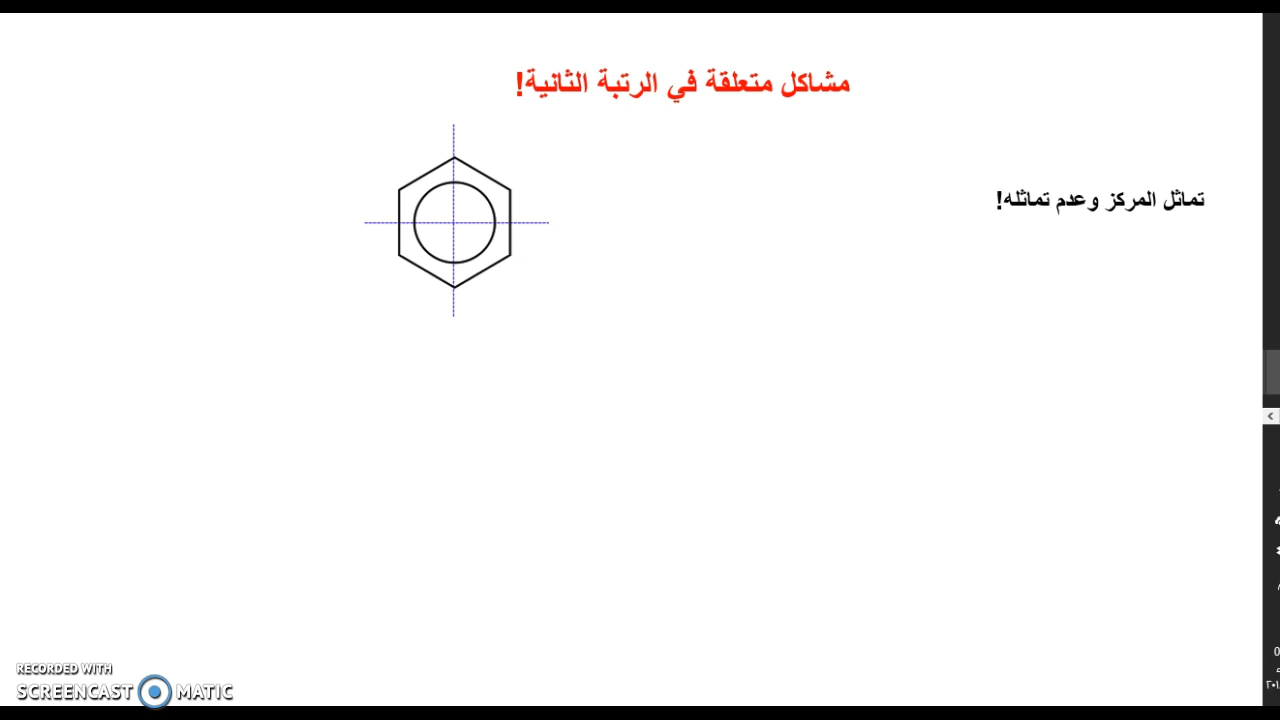 مشاكل متعلقة في الرتبة الثانية!
تماثل المركز وعدم تماثله!
RECORDED WITH
SCREENCAST MATIC